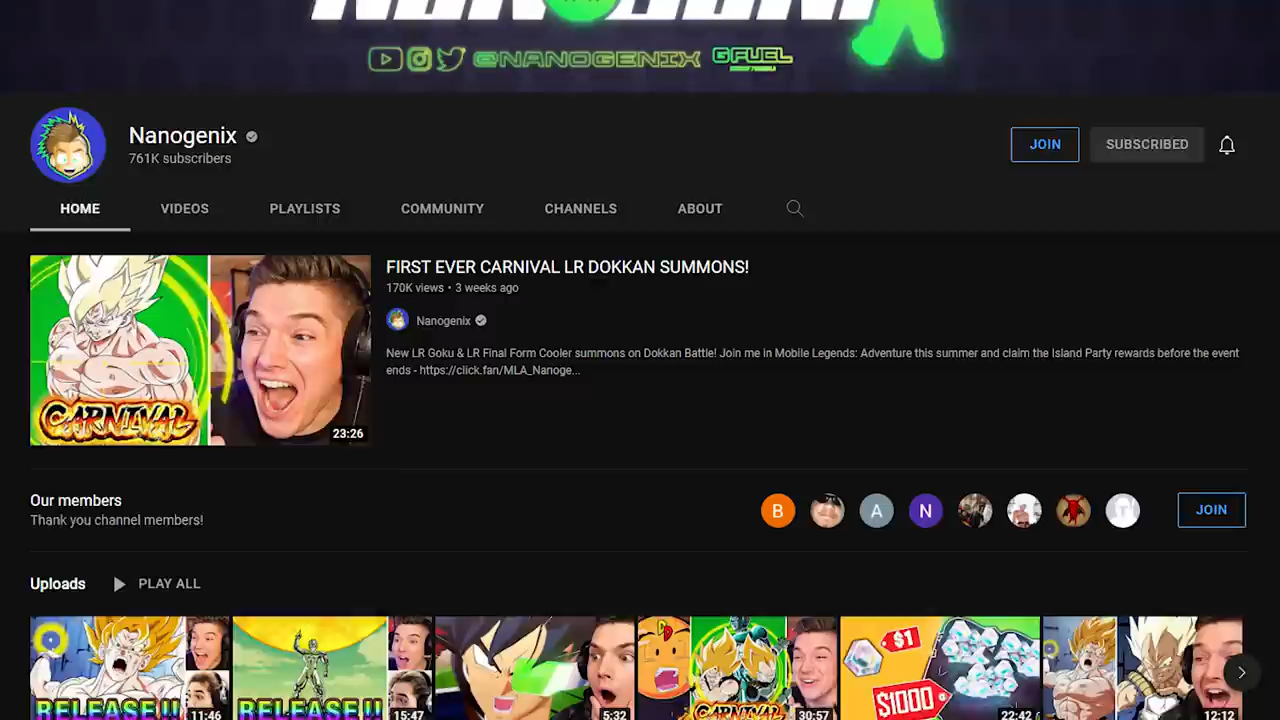 @NANOGENIX GFUEL
Nanogenix
761K subscribers
JOIN
SUBSCRIBED
HOME
VIDEOS
PLAYLISTS
COMMUNITY
CHANNELS
ABOUT
FIRST EVER CARNIVAL LR DOKKAN SUMMONS!
170K views • 3 weeks ago
Nanogenix
New LR Goku & LR Final Form Cooler summons on Dokkan Battle! Join me in Mobile Legends: Adventure this summer and claim the Island Party rewards before the event
ends - https://click.fan/MLA_Nanoge...
CARNIVAL
23:26
Our members
Thank you channel members!
B
A
N
T
JOIN
Uploads
PLAY ALL
RELEASE!!
11:46
RELEASE!!
15:47
5:32
CARNIVAL
30:57
$1
$1000
22:42
12:12